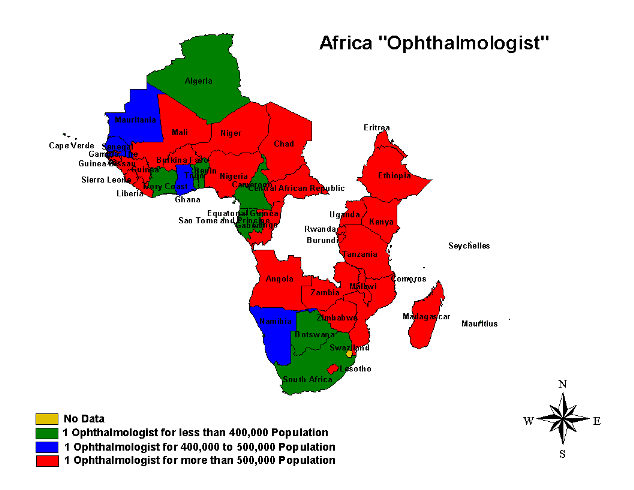 Africa "Ophthalmologist"
Algeria
Mauritania
Mali
Niger
Chad
Eritrea
Cape Verde
Guinea Bissau
Guinea
Burkina Faso
Benin
Togo
Nigeria
Ethiopia
Sierra Leone
Liberia
Ivory Coast
Ghana
Cameroon
Central African Republic
Equatorial Guinea
San Tome and Principe
Uganda
Kenya
Rwanda
Burundi
Tanzania
Seychelles
Angola
Zambia
Malawi
Comoros
Namibia
Zimbabwe
Madagascar
Mauritius
Botswana
Swaziland
South Africa
Lesotho
N
W
E
S
No Data
1 Ophthalmologist for less than 400,000 Population
1 Ophthalmologist for 400,000 to 500,000 Population
1 Ophthalmologist for more than 500,000 Population